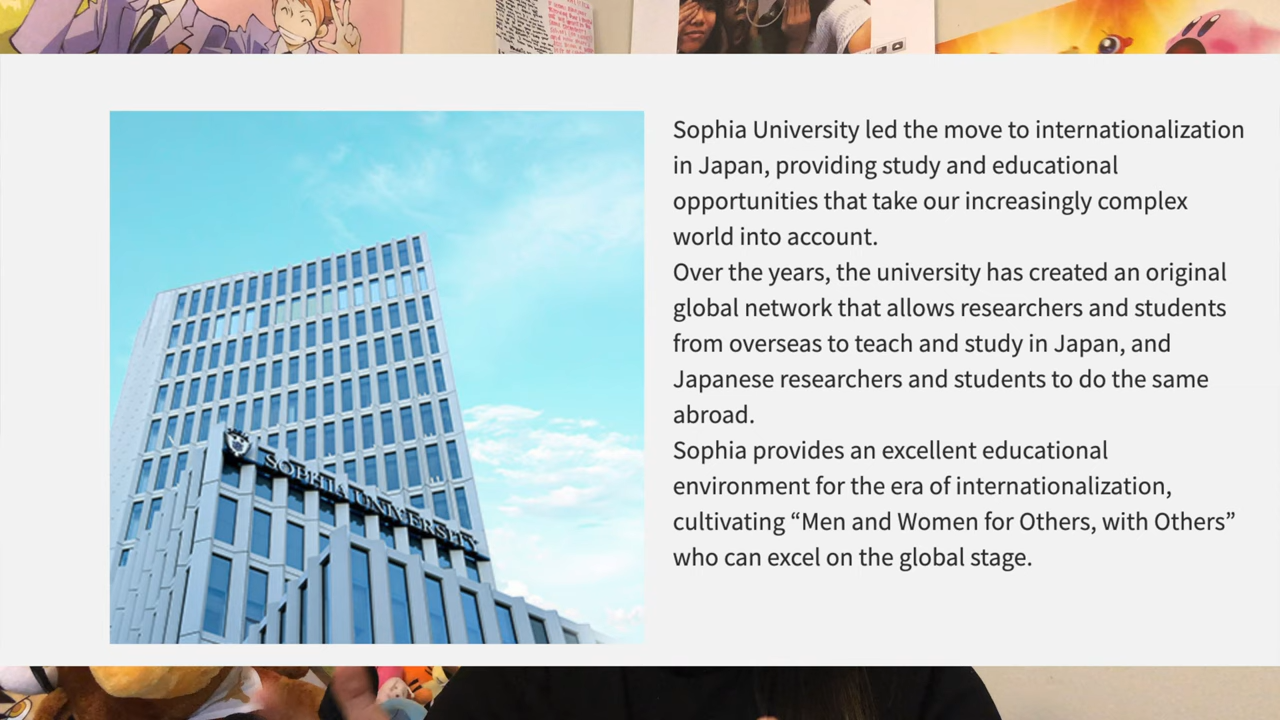 SOPHIA UNIVERSITY
Sophia University led the move to internationalization
in Japan, providing study and educational
opportunities that take our increasingly complex
world into account.
Over the years, the university has created an original
global network that allows researchers and students
from overseas to teach and study in Japan, and
Japanese researchers and students to do the same
abroad.
Sophia provides an excellent educational
environment for the era of internationalization,
cultivating “Men and Women for Others, with Others”
who can excel on the global stage.